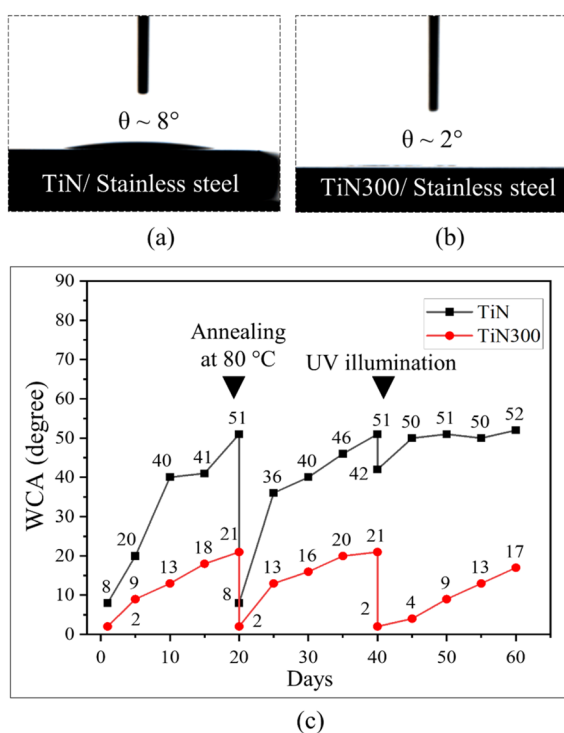 θ ~ 8°
TiN/ Stainless steel
(a)
θ ~ 2°
TiN300/ Stainless steel
(b)
WCA (degree)
90
80
70
60
50
40
30
20
10
0
TiN
TiN300
Annealing
at 80 °C
UV illumination
8
20
40
41
51
8
36
40
46
51
42
50
51
50
52
2
9
13
18
21
2
13
16
20
21
2
4
9
13
17
0 10 20 30 40 50 60
Days
(c)